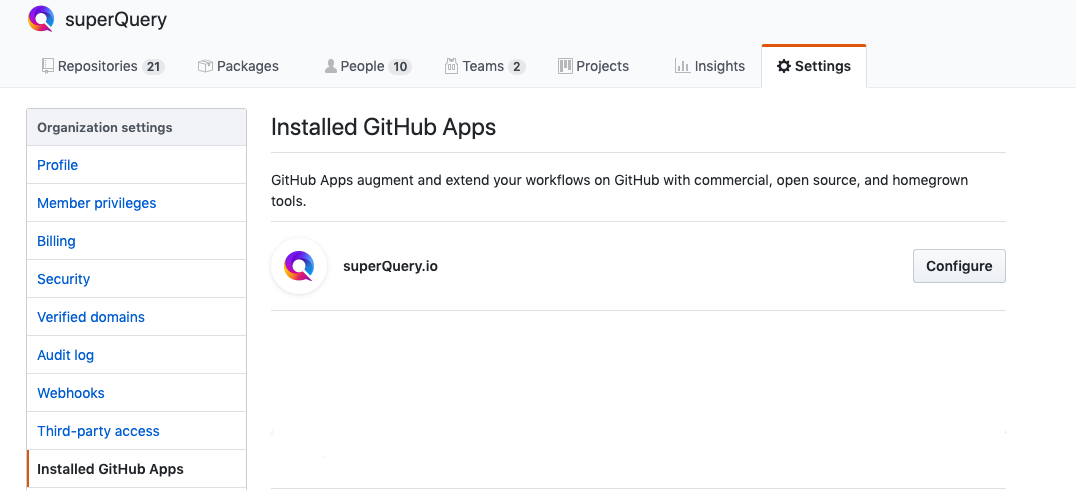 superQuery
Repositories 21 Packages People 10 Teams 2 Projects Insights Settings
Organization settings
Profile
Member privileges
Billing
Security
Verified domains
Audit log
Webhooks
Third-party access
Installed GitHub Apps
Installed GitHub Apps
GitHub Apps augment and extend your workflows on GitHub with commercial, open source, and homegrown
tools.
superQuery.io
Configure